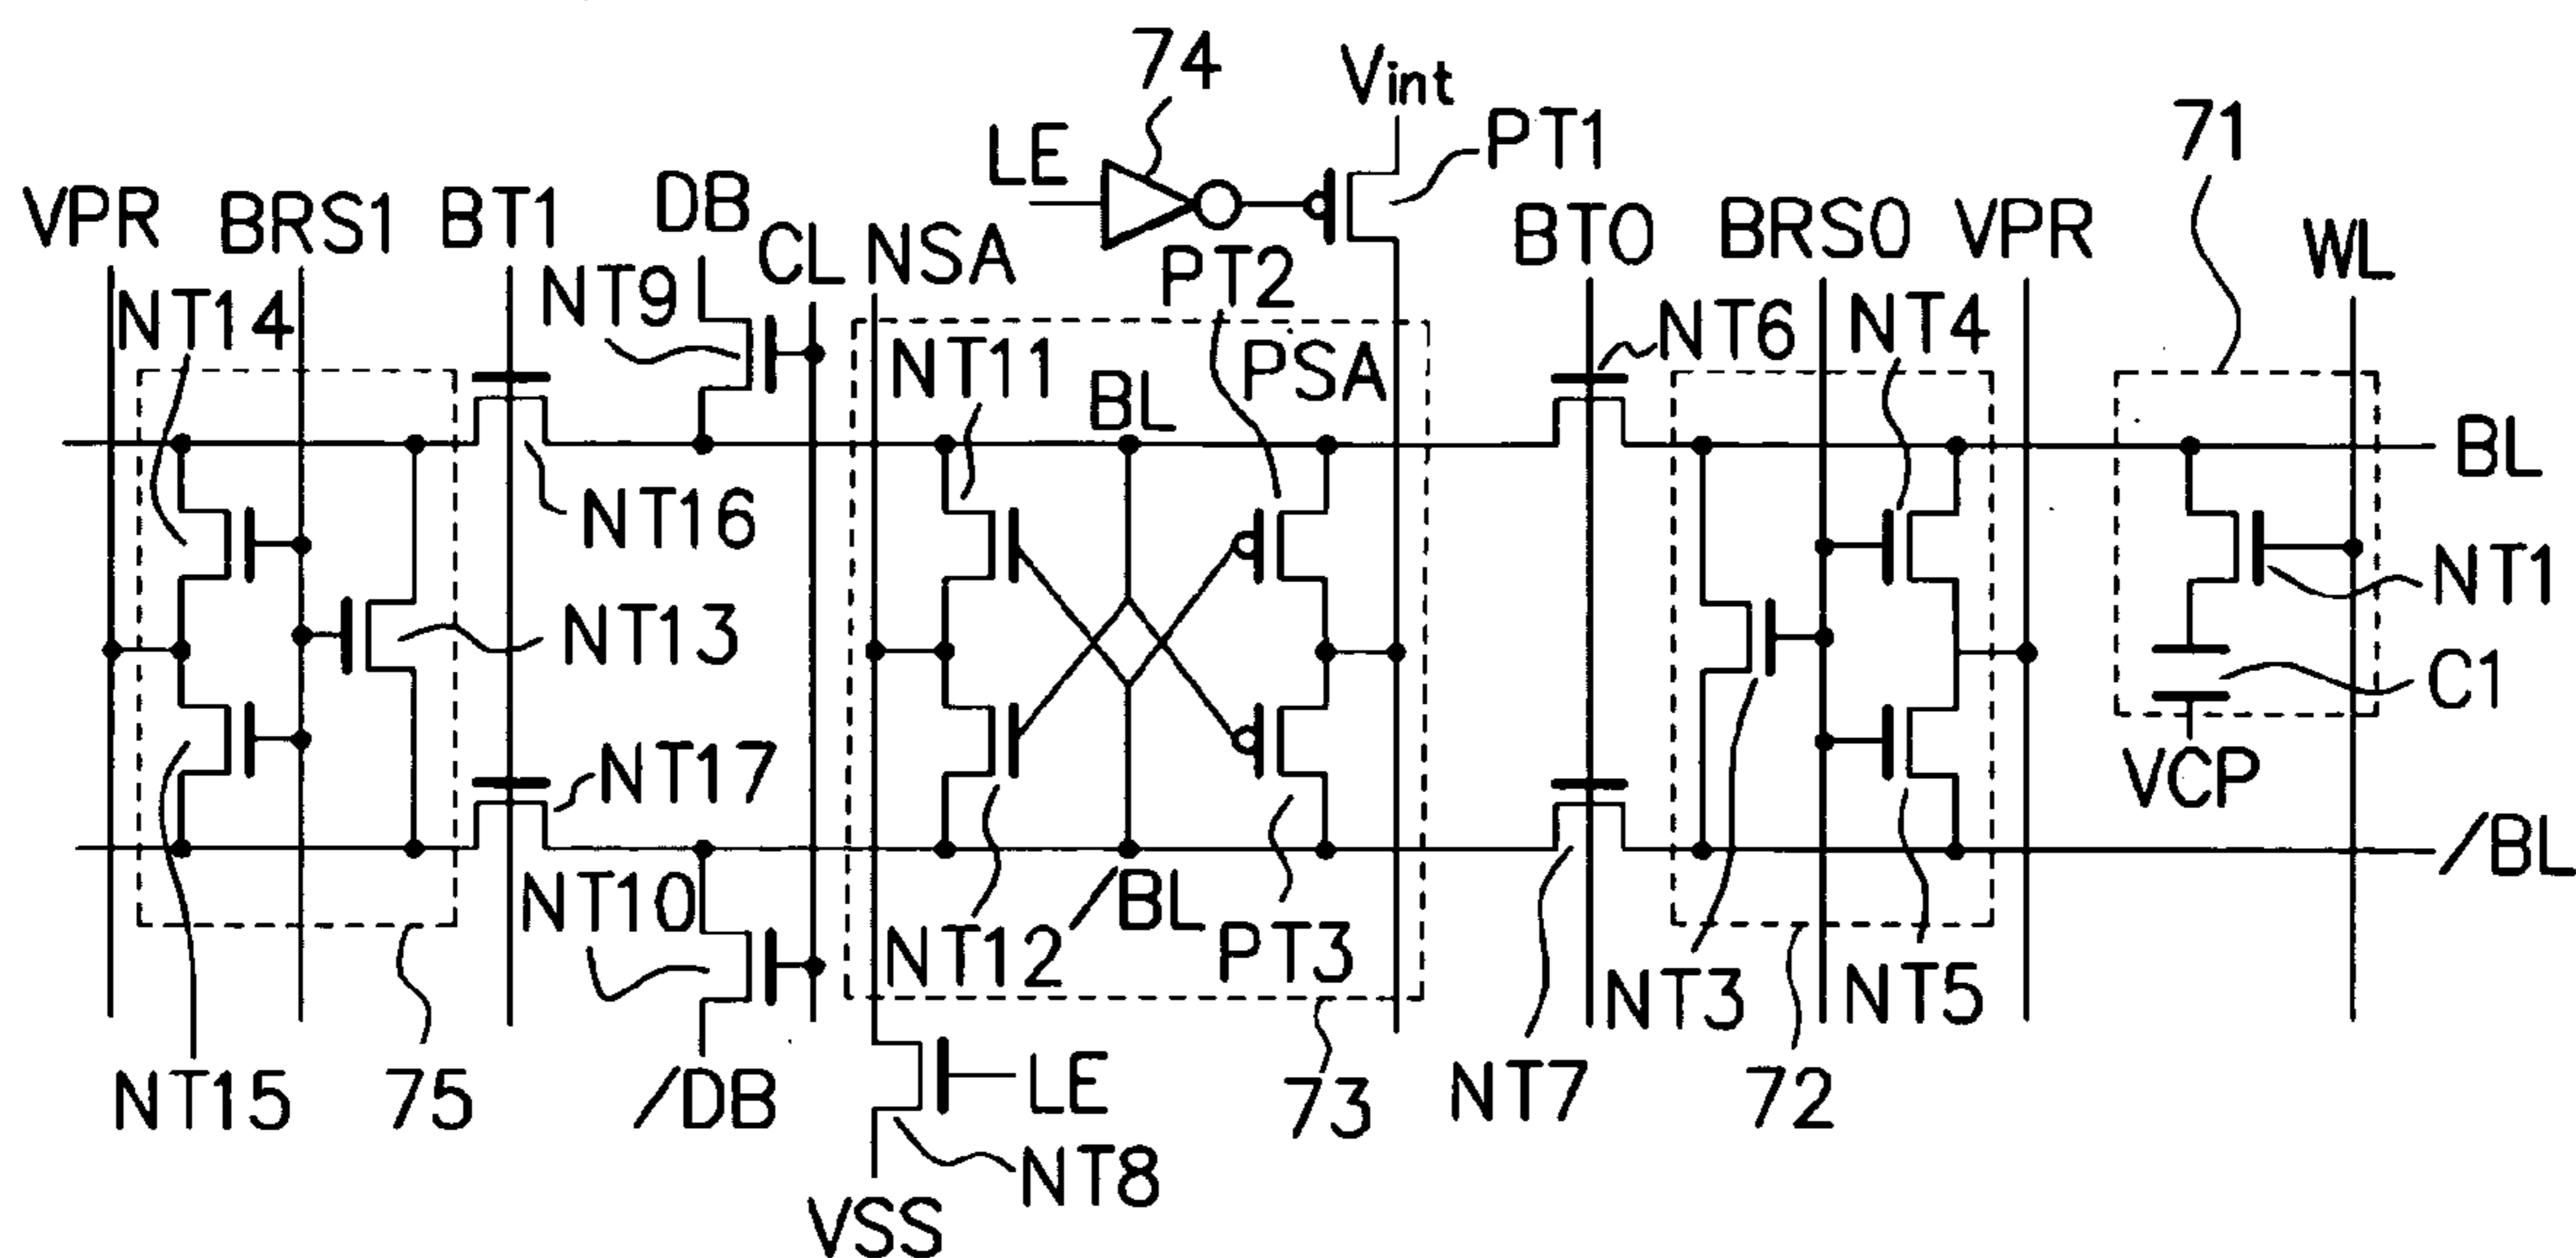 74
Vint
LE
PT1
71
VPR
BRS1
BT1
DB
CL
NSA
PT2
BT0
BRS0
VPR
WL
NT14
NT9
NT11
PSA
NT6
NT4
BL
BL
NT16
NT1
NT13
C1
NT17
VCP
/BL
NT10
NT12
/BL
PT3
NT3
NT5
NT15
75
/DB
LE
73
NT7
72
NT8
VSS